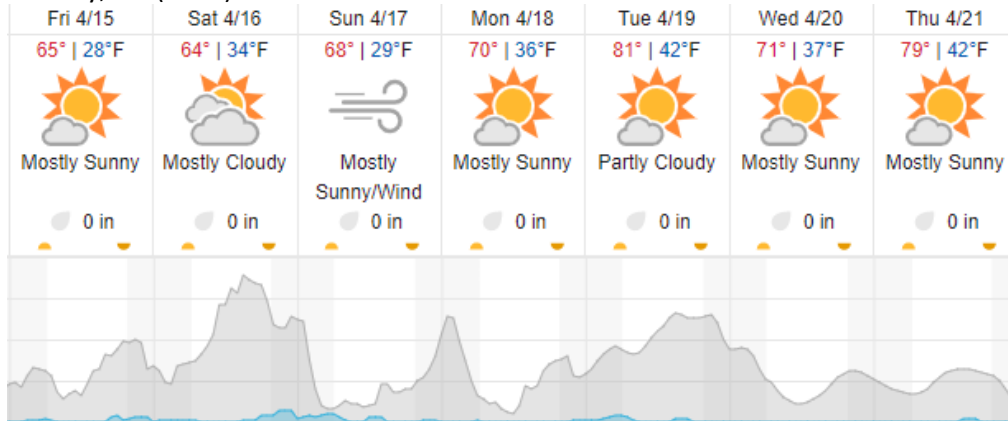 Fri 4/15 Sat 4/16 Sun 4/17 Mon 4/18 Tue 4/19 Wed 4/20 Thu 4/21
65° | 28°F 64° | 34°F 68° | 29°F 70° | 36°F 81° | 42°F 71° | 37°F 79° | 42°F
Mostly Sunny Mostly Cloudy Mostly Mostly Sunny Partly Cloudy Mostly Sunny Mostly Sunny
Sunny/Wind
0 in 0 in 0 in 0 in 0 in 0 in 0 in